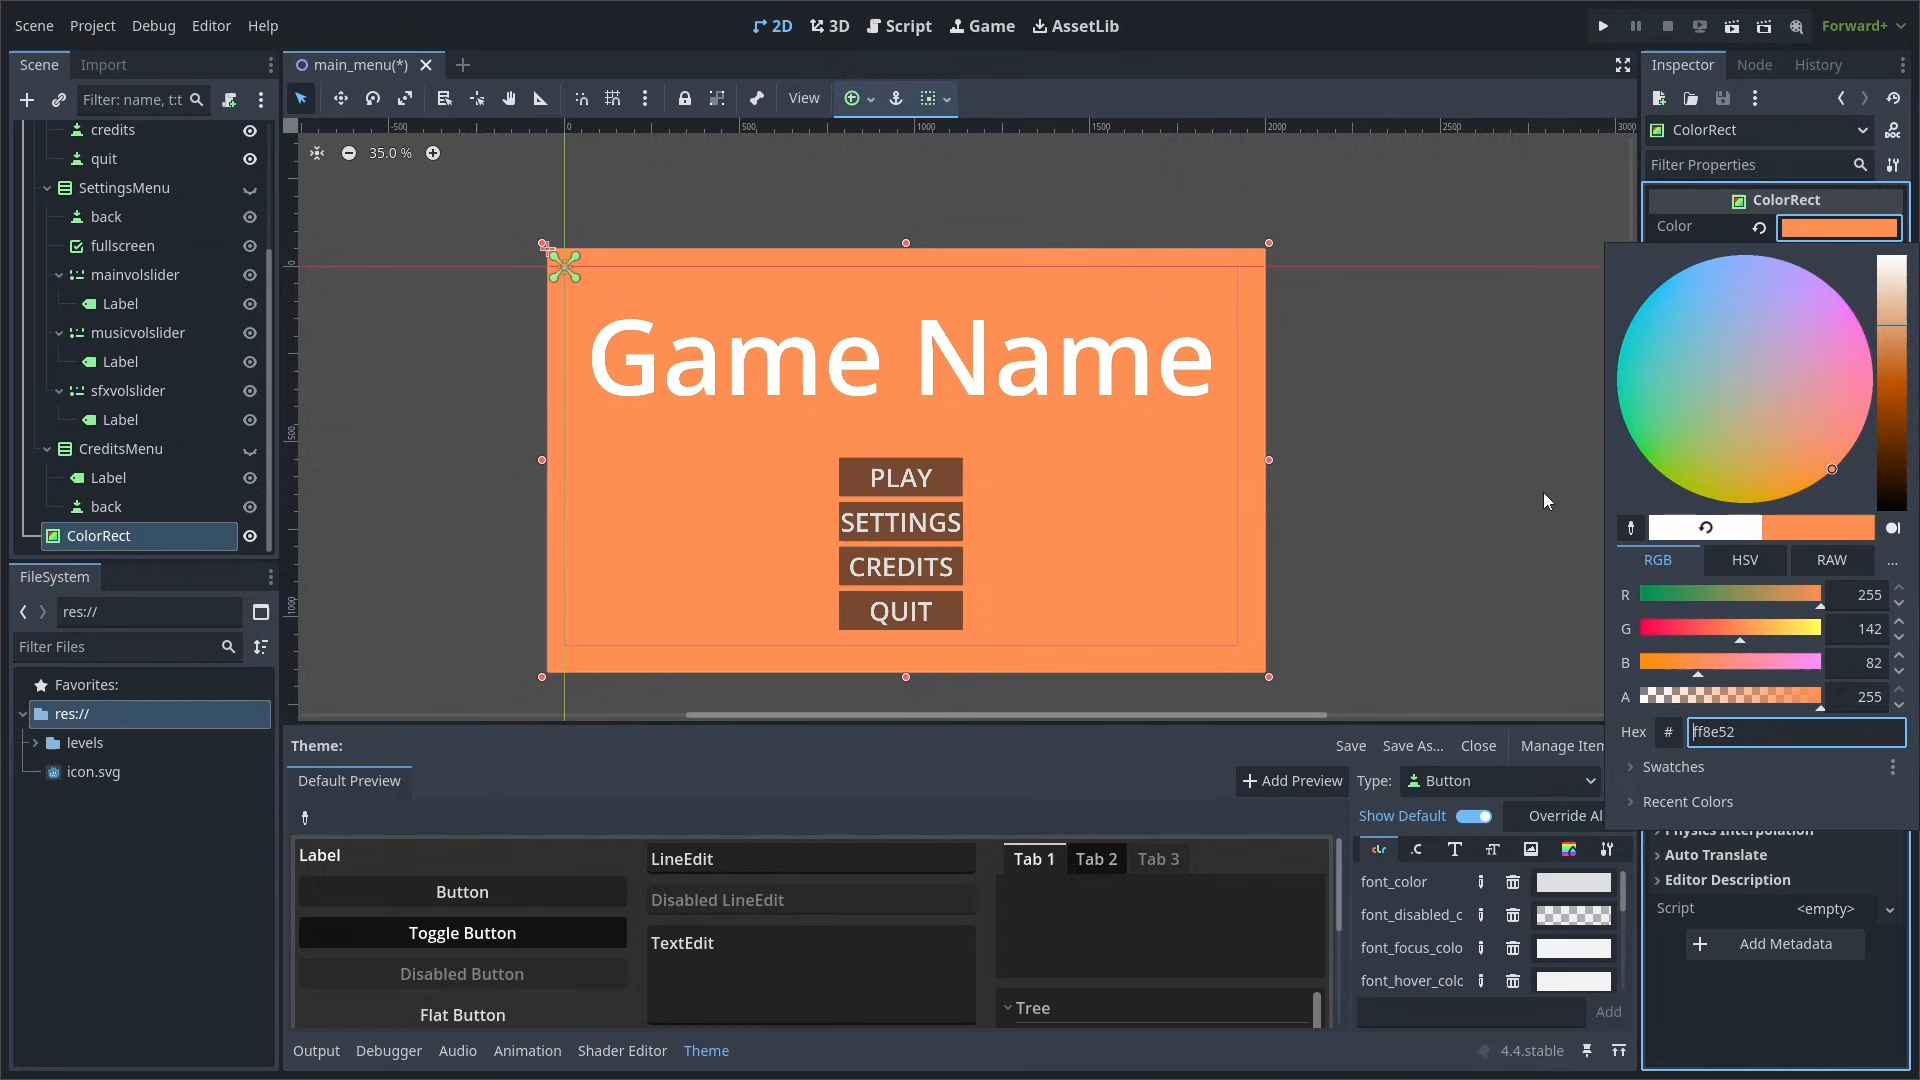 Scene Project Debug Editor Help
2D 3D Script Game AssetLib
Forward+
Scene Import
main_menu(*)
Inspector Node History
Filter: name, t:t
View
ColorRect
Filter Properties
ColorRect
Color
-500 0 500 1000 1500 2000 2500 3000
35.0 %
0
500
1000
credits
quit
SettingsMenu
back
fullscreen
mainvolslider
Label
musicvolslider
Label
sfxvolslider
Label
CreditsMenu
Label
back
ColorRect
Game Name
PLAY
SETTINGS
CREDITS
QUIT
RGB HSV RAW ...
R 255
G 142
B 82
A 255
Hex # ff8e52
Swatches
Recent Colors
Auto Translate
Editor Description
Script <empty>
Add Metadata
FileSystem
res://
Filter Files
Favorites:
res://
levels
icon.svg
Theme:
Save Save As... Close Manage Item
Default Preview
Add Preview
Type: Button
Show Default
Override Al
Label
Button
Toggle Button
Disabled Button
Flat Button
LineEdit
Disabled LineEdit
TextEdit
Tab 1 Tab 2 Tab 3
Tree
font_color
font_disabled_c
font_focus_colo
font_hover_colc
Add
Output Debugger Audio Animation Shader Editor Theme
4.4.stable